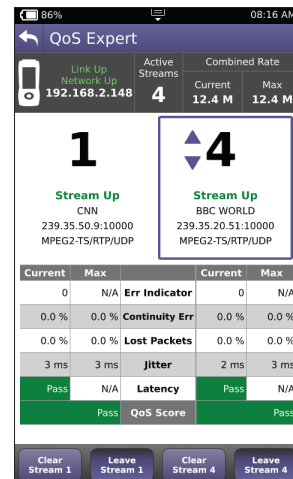 86% 08:16 AM
QoS Expert
Link Up
Network Up
192.168.2.148
Active
Streams
4
Combined Rate
Current Max
12.4 M 12.4 M
1 4
Stream Up Stream Up
CNN BBC WORLD
239.35.50.9:10000 239.35.20.51:10000
MPEG2-TS/RTP/UDP MPEG2-TS/RTP/UDP
Current Max Current Max
0 N/A Err Indicator 0 N/A
0.0 % 0.0 % Continuity Err 0.0 % 0.0 %
0.0 % 0.0 % Lost Packets 0.0 % 0.0 %
3 ms 3 ms Jitter 2 ms 3 ms
Pass N/A Latency Pass N/A
Pass QoS Score Pass
Clear Leave Clear Leave
Stream 1 Stream 1 Stream 4 Stream 4